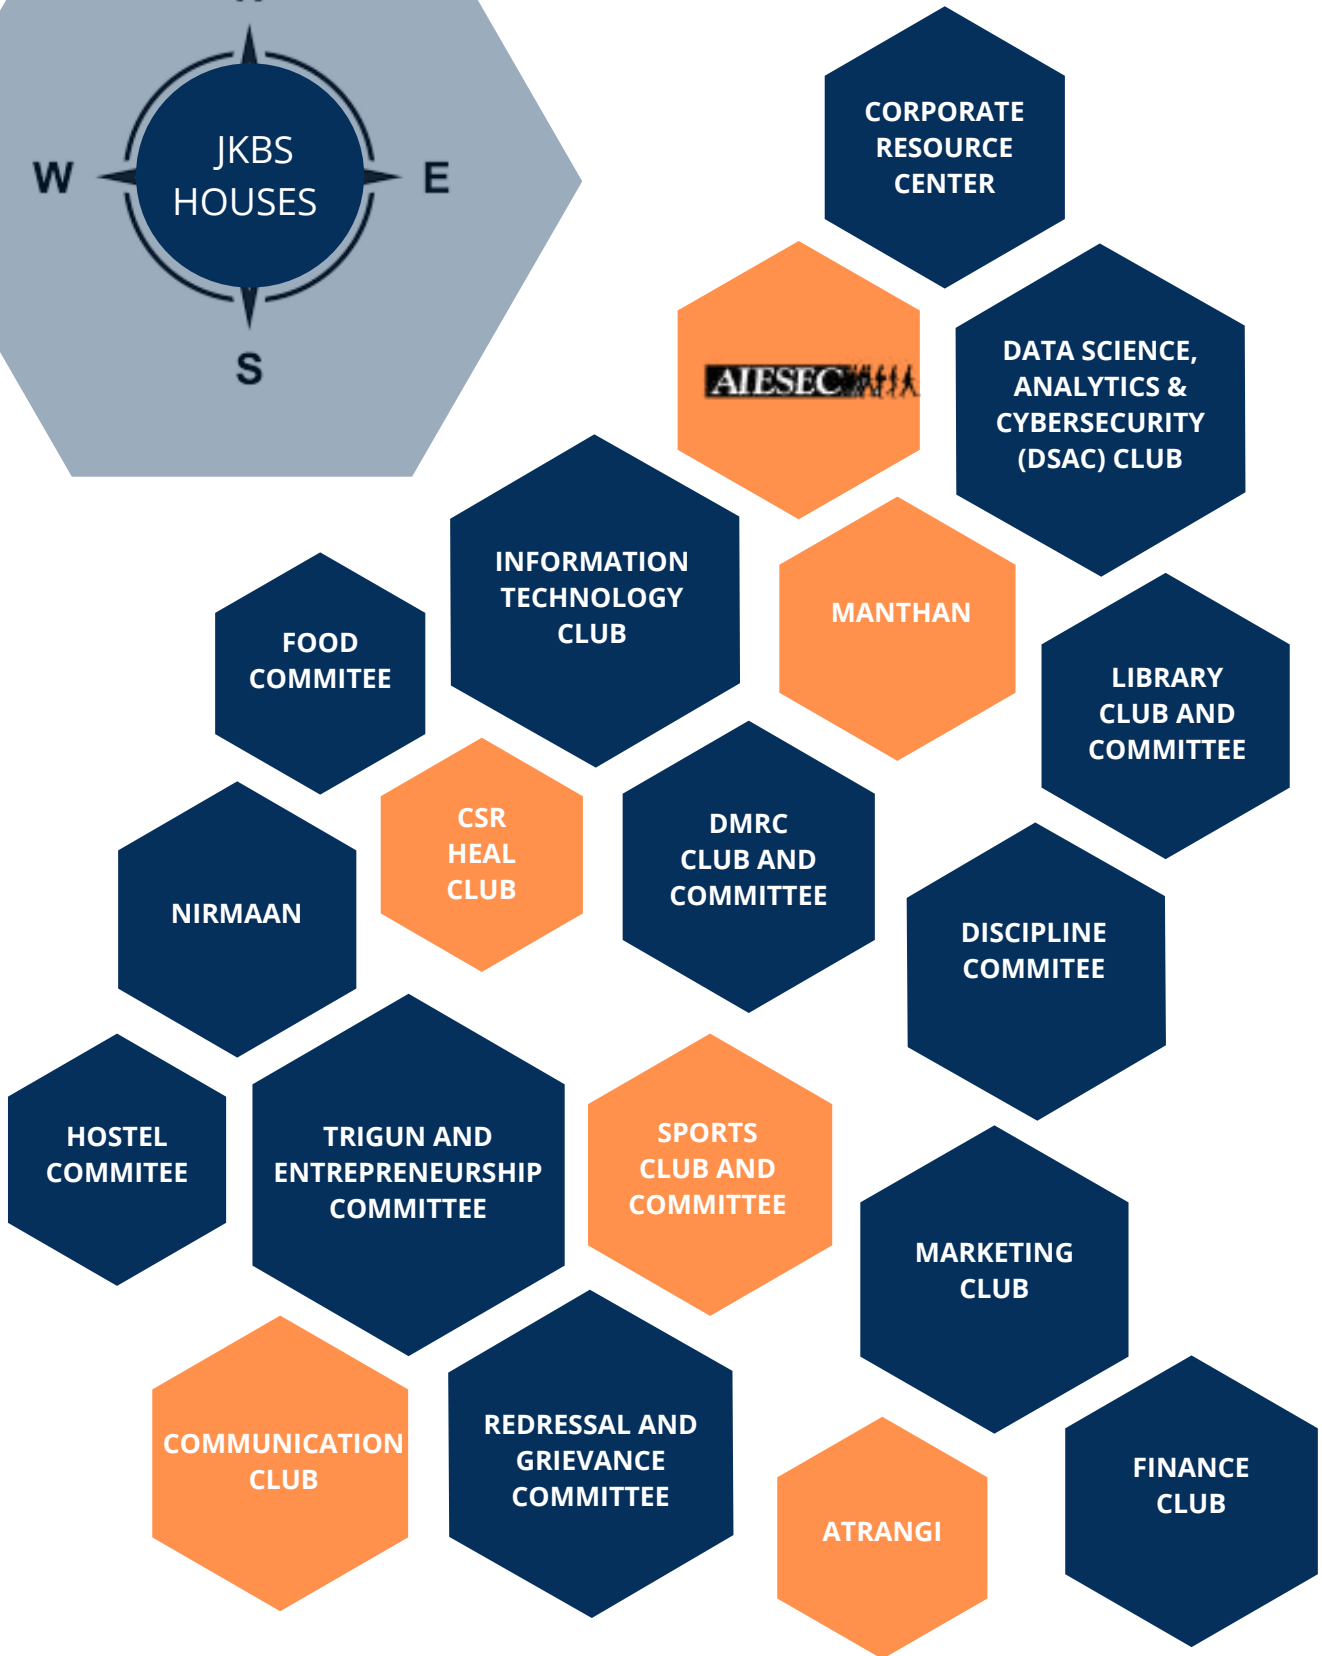 JKBS
HOUSES
W
E
S
CORPORATE
RESOURCE
CENTER
AIESEC
DATA SCIENCE,
ANALYTICS &
CYBERSECURITY
(DSAC) CLUB
INFORMATION
TECHNOLOGY
CLUB
MANTHAN
FOOD
COMMITEE
LIBRARY
CLUB AND
COMMITTEE
CSR
HEAL
CLUB
DMRC
CLUB AND
COMMITTEE
NIRMAAN
DISCIPLINE
COMMITEE
HOSTEL
COMMITEE
TRIGUN AND
ENTREPRENEURSHIP
COMMITTEE
SPORTS
CLUB AND
COMMITTEE
MARKETING
CLUB
COMMUNICATION
CLUB
REDRESSAL AND
GRIEVANCE
COMMITTEE
ATRANGI
FINANCE
CLUB